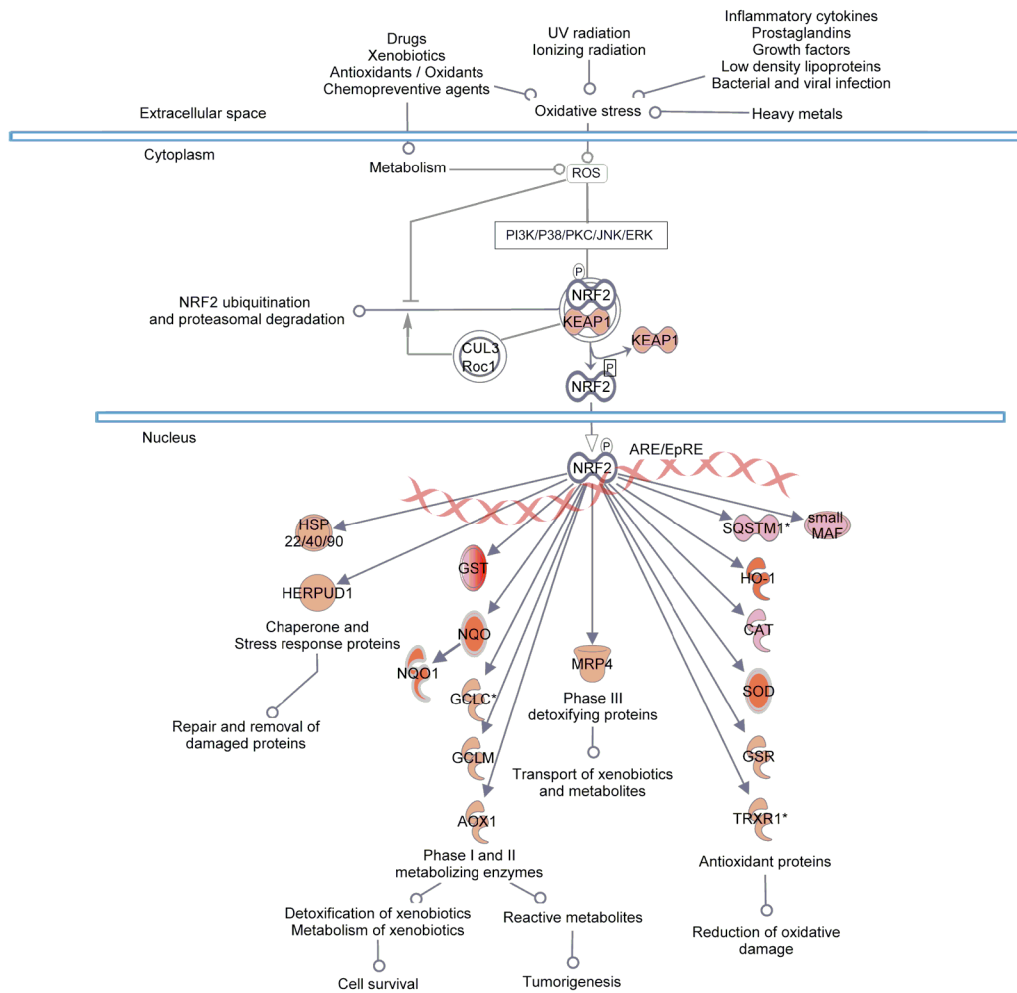 Drugs
Xenobiotics
Antioxidants / Oxidants
Chemopreventive agents
UV radiation
Ionizing radiation
Inflammatory cytokines
Prostaglandins
Growth factors
Low density lipoproteins
Bacterial and viral infection
Extracellular space
Oxidative stress
Heavy metals
Cytoplasm
Metabolism
ROS
PI3K/P38/PKC/JNK/ERK
P
NRF2
KEAP1
NRF2 ubiquitination
and proteasomal degradation
CUL3
Roc1
KEAP1
P
NRF2
Nucleus
P
NRF2
ARE/EpRE
HSP
22/40/90
SQSTM1*
small
MAF
GST
HO-1
HERPUD1
Chaperone and
Stress response proteins
NQO
CAT
NQO1
MRP4
GCLC*
SOD
Phase III
detoxifying proteins
Repair and removal of
damaged proteins
GCLM
GSR
Transport of xenobiotics
and metabolites
AOX1
TRXR1*
Phase I and II
metabolizing enzymes
Antioxidant proteins
Detoxification of xenobiotics
Metabolism of xenobiotics
Reactive metabolites
Reduction of oxidative
damage
Cell survival
Tumorigenesis